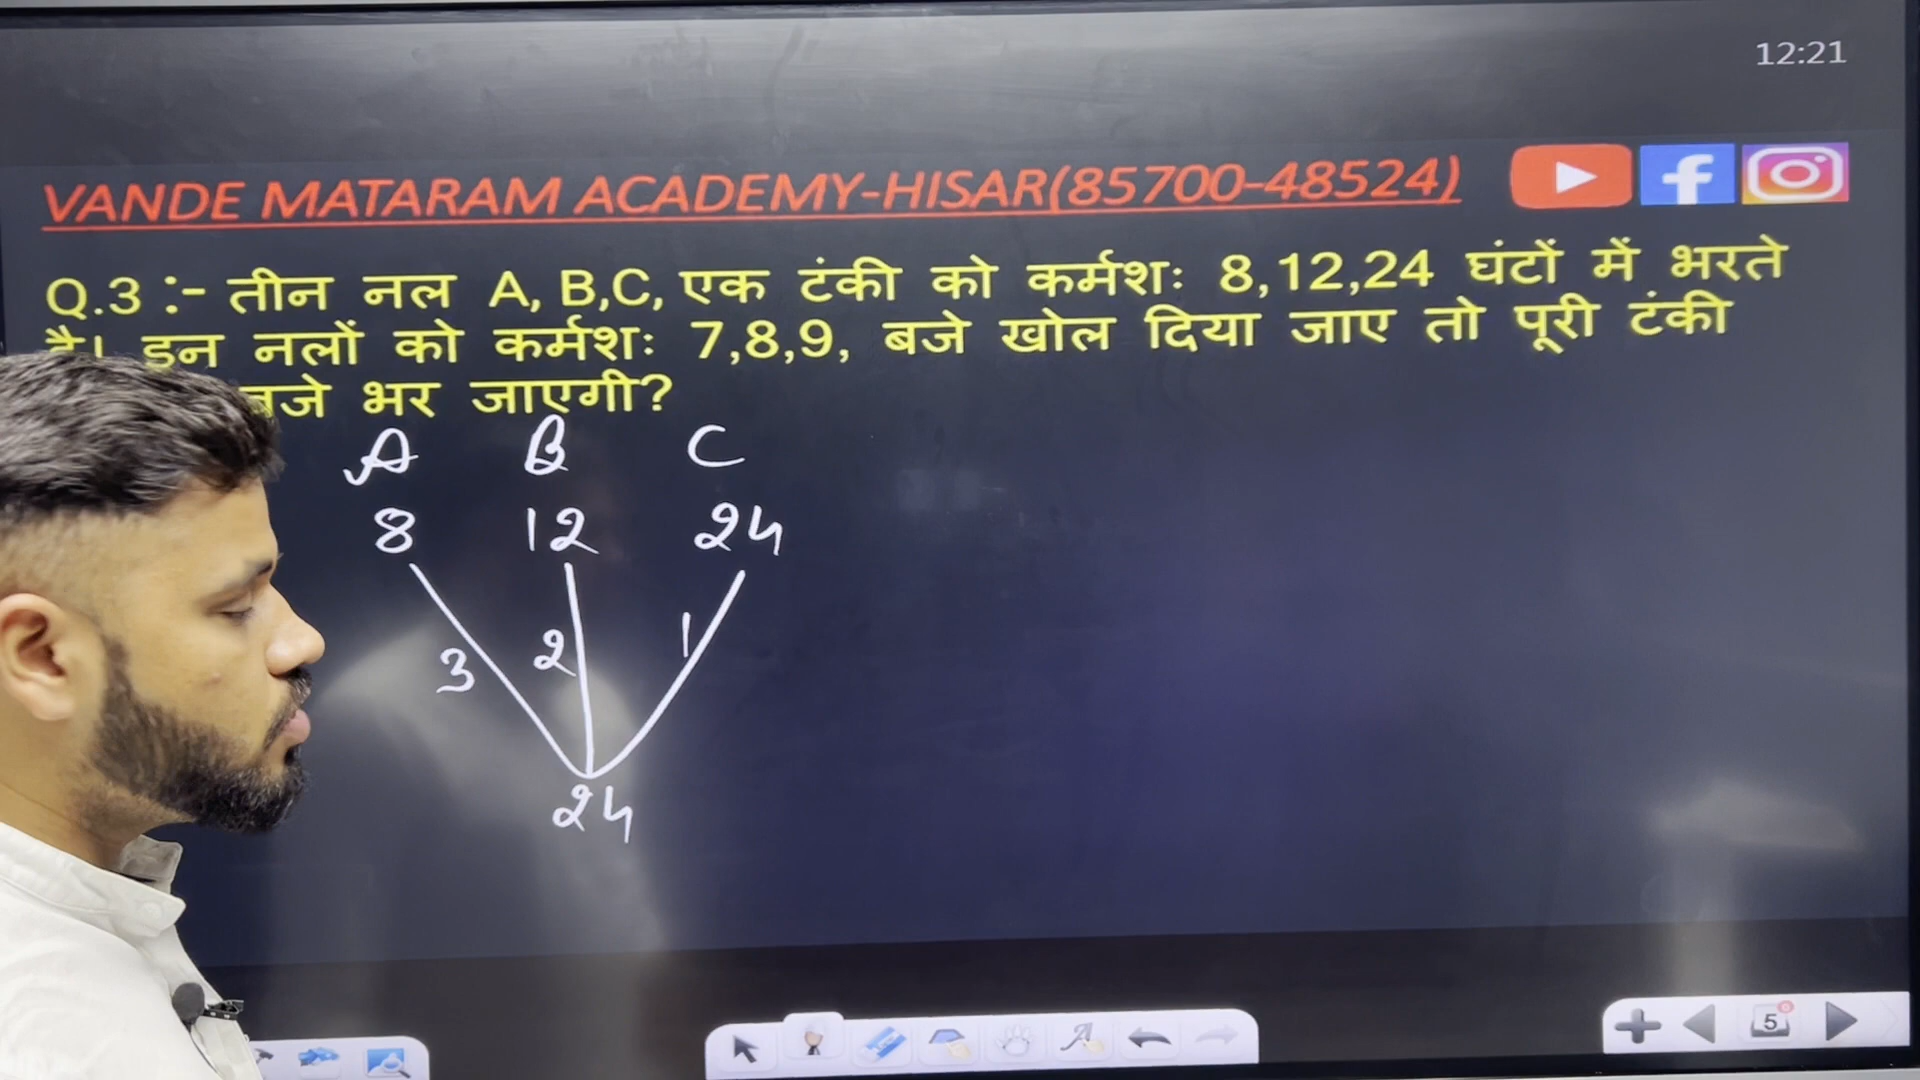 12:21
VANDE MATARAM ACADEMY-HISAR(85700-48524)
Q.3 :- तीन नल A, B,C, एक टंकी को कर्मशः 8,12,24 घंटों में भरते
है। इन नलों को कर्मशः 7,8,9, बजे खोल दिया जाए तो पूरी टंकी
बजे भर जाएगी?
A B C
8 12 24
3 2 1
24
5